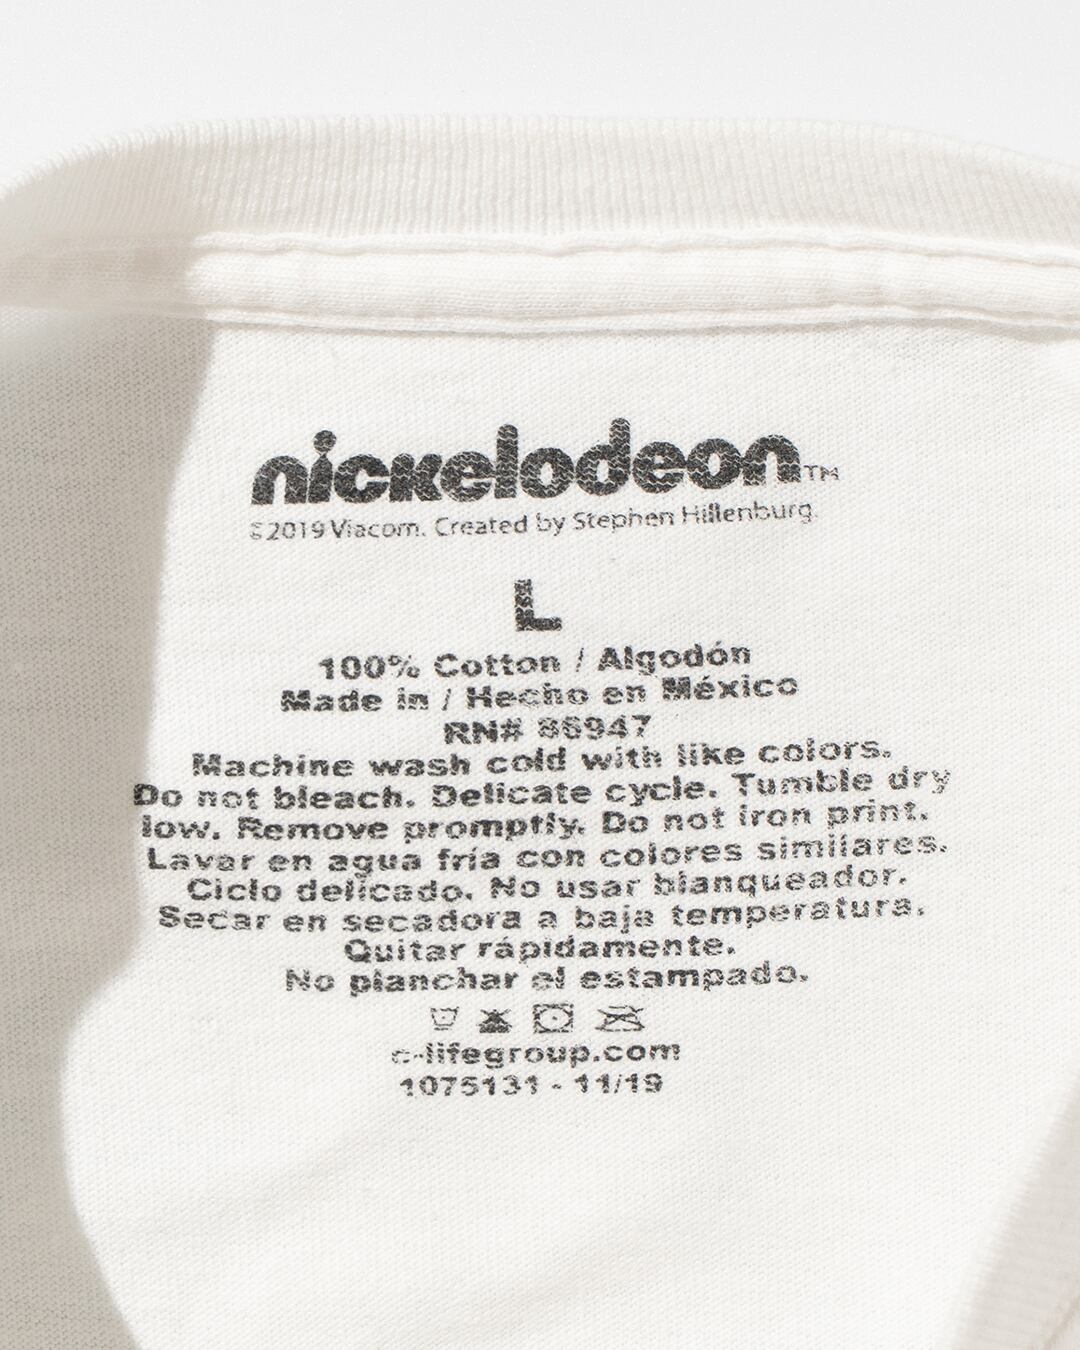 nickelodeon™
©2019 Viacom. Created by Stephen Hillenburg.
L
100% Cotton / Algodón
Made in / Hecho en México
RN# 86947
Machine wash cold with like colors.
Do not bleach. Delicate cycle. Tumble dry
low. Remove promptly. Do not iron print.
Lavar en agua fría con colores similares.
Ciclo delicado. No usar blanqueador.
Secar en secadora a baja temperatura.
Quitar rápidamente.
No planchar el estampado.
c-lifegroup.com
1075131 - 11/19